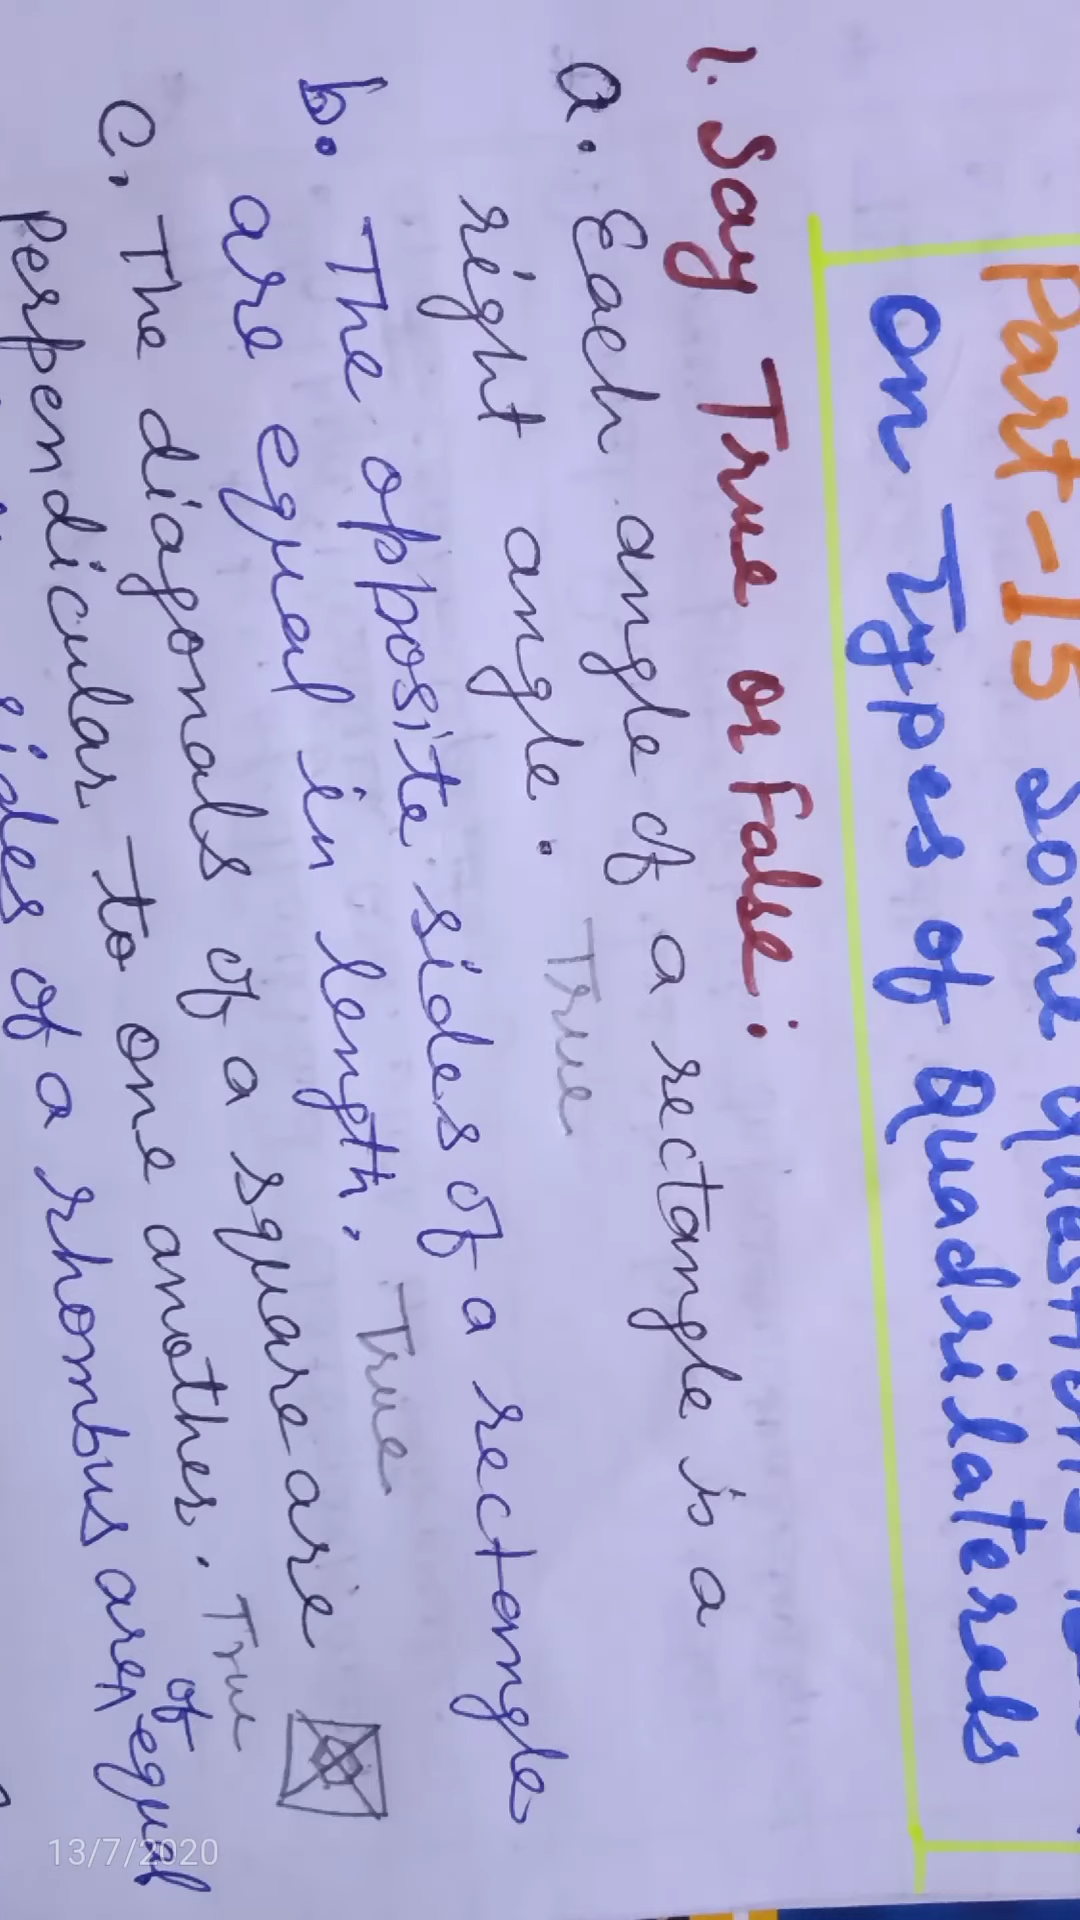 Part-15 Some Questions
on Types of Quadrilaterals
1. Say True or False:
a. Each angle of a rectangle is a
right angle. True
b. The opposite sides of a rectangle
are equal in length. True
c. The diagonals of a square are
perpendicular to one another. True
sides of a rhombus are of equal
13/7/2020